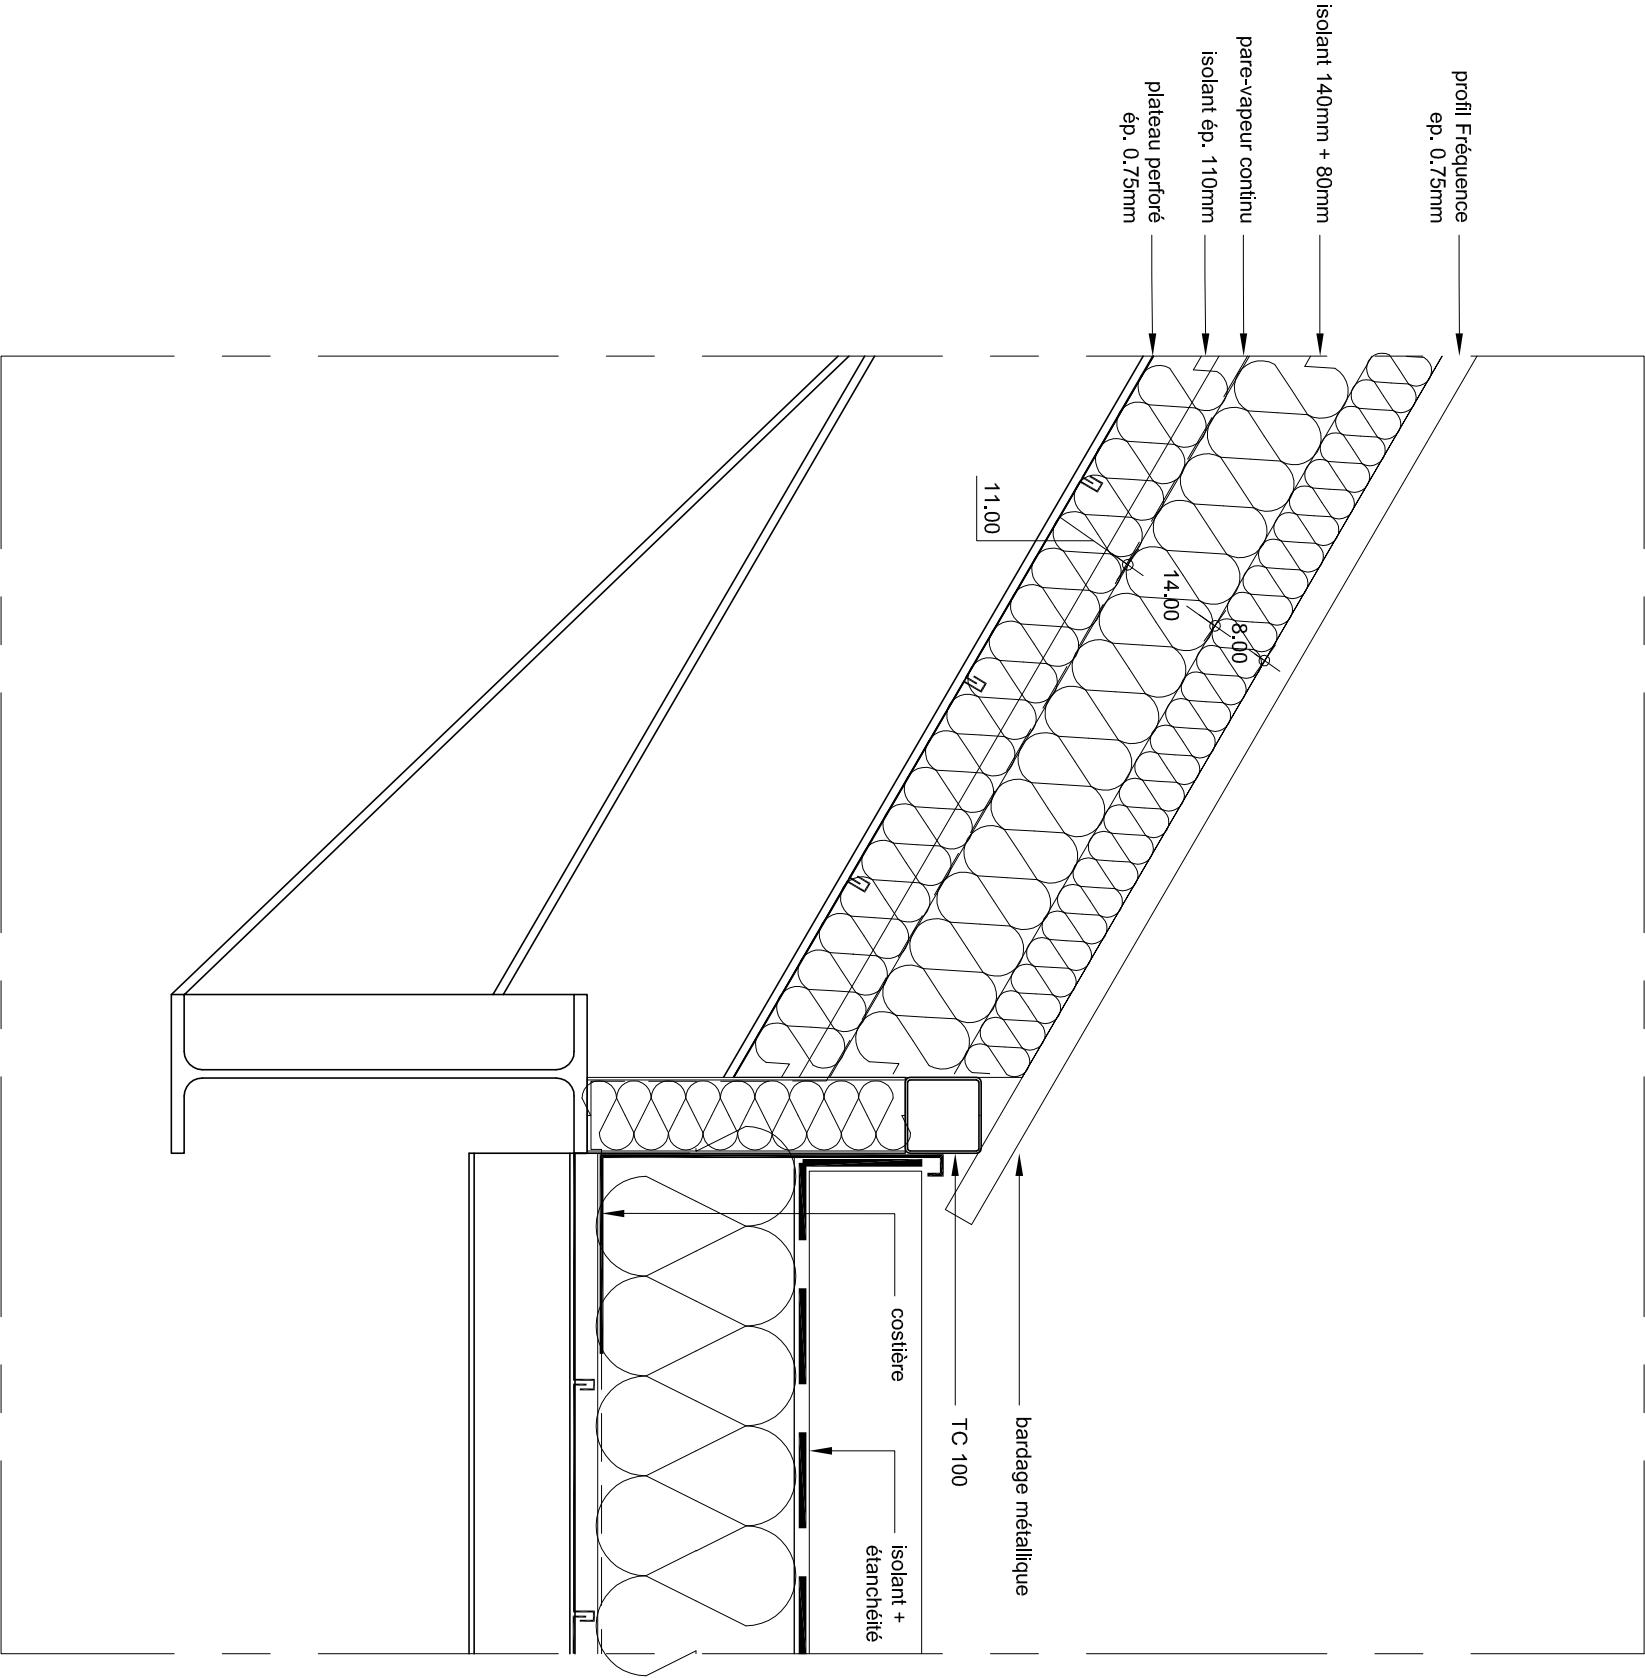 profil Fréquence
ep. 0.75mm
isolant 140mm + 80mm
pare-vapeur continu
isolant ép. 110mm
plateau perforé
ép. 0.75mm
8.00
14.00
11.00
bardage métallique
TC 100
costière
isolant +
étanchéité